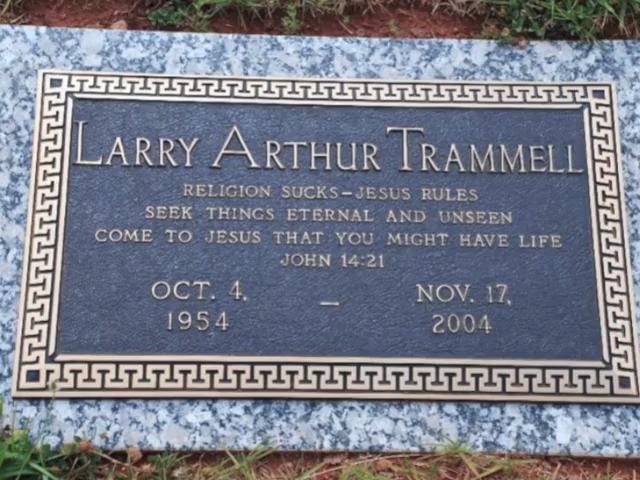 LARRY ARTHUR TRAMMELL
RELIGION SUCKS-JESUS RULES
SEEK THINGS ETERNAL AND UNSEEN
COME TO JESUS THAT YOU MIGHT HAVE LIFE
JOHN 14:21
OCT. 4, — NOV. 17,
1954 2004